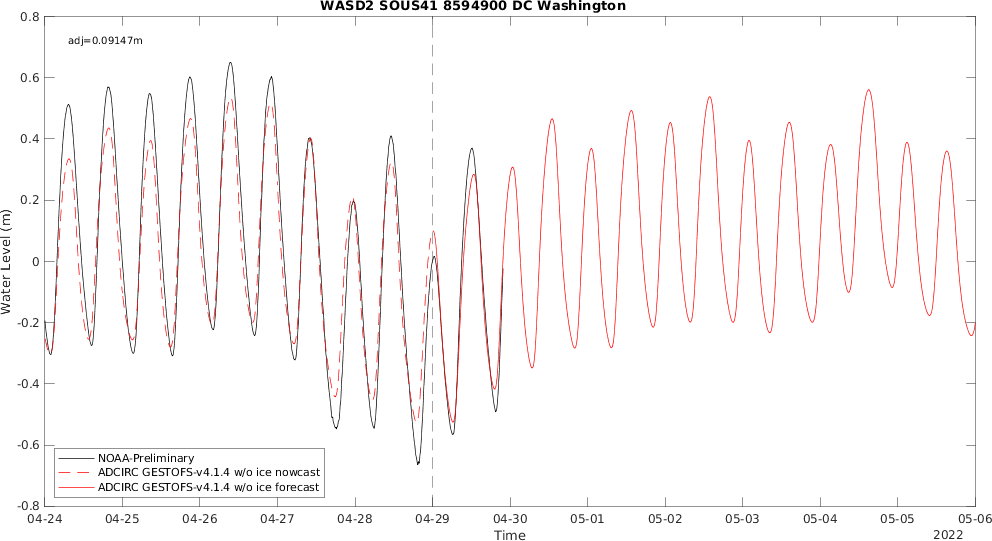 WASD2 SOUS41 8594900 DC Washington
adj=0.09147m
0.8
0.6
0.4
0.2
0
-0.2
-0.4
-0.6
-0.8
Water Level (m)
NOAA-Preliminary
ADCIRC GESTOFS-v4.1.4 w/o ice nowcast
ADCIRC GESTOFS-v4.1.4 w/o ice forecast
04-24 04-25 04-26 04-27 04-28 04-29 04-30 05-01 05-02 05-03 05-04 05-05 05-06
Time
2022